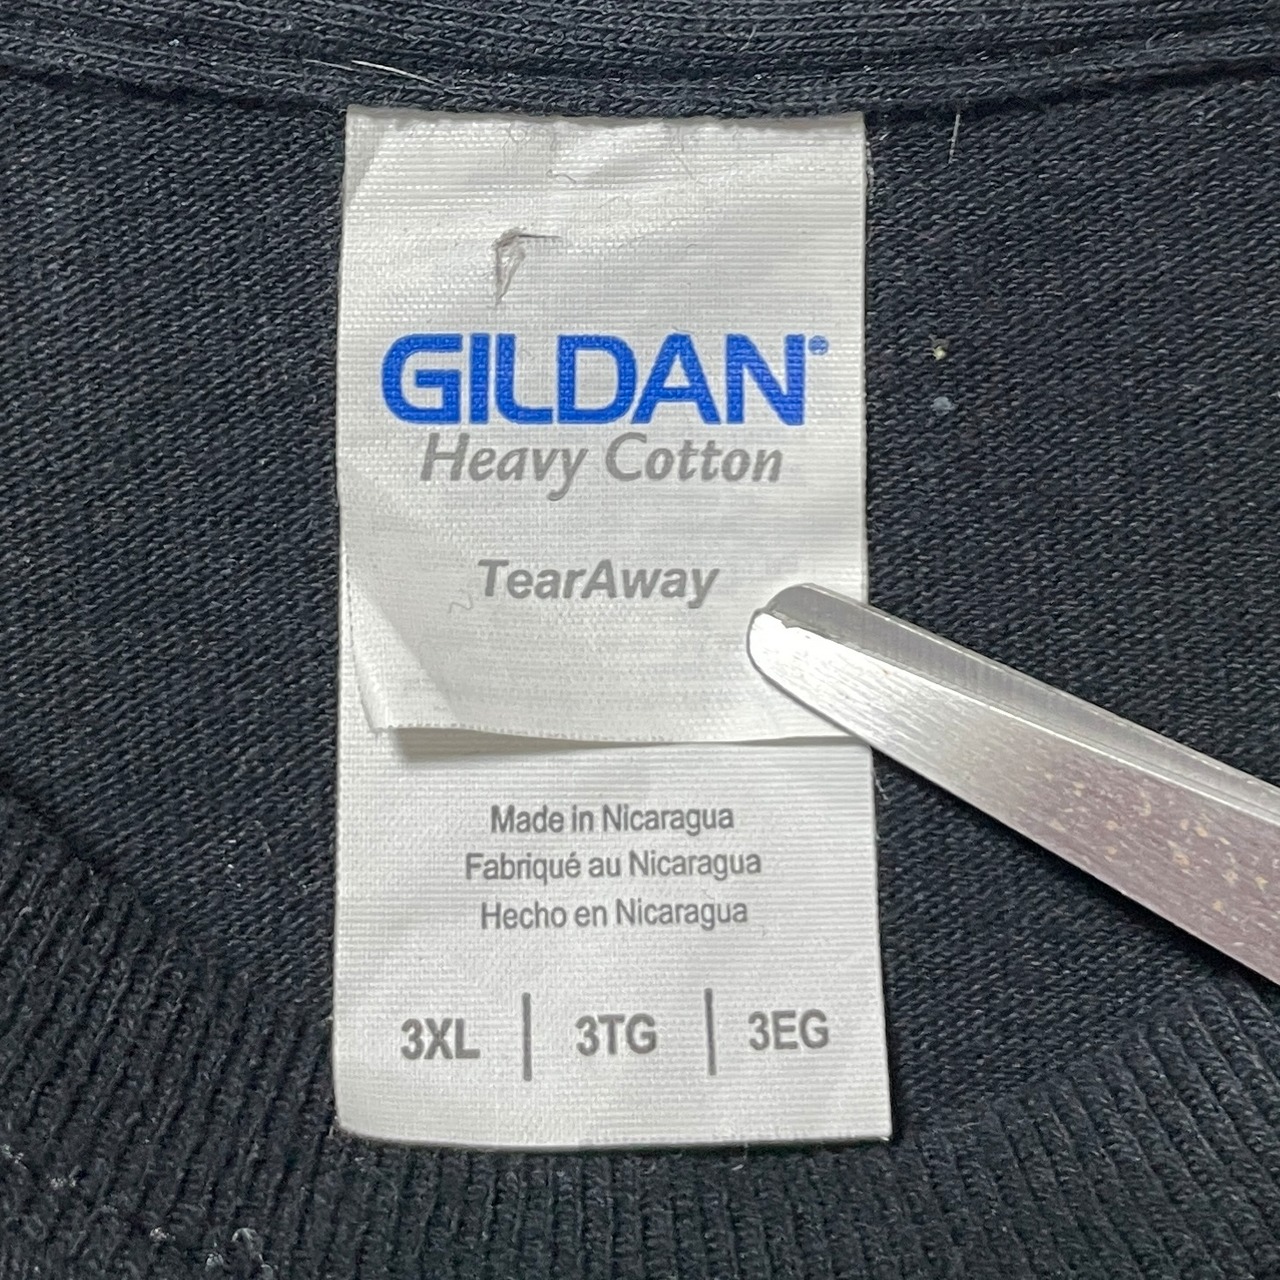 GILDAN®
Heavy Cotton
TearAway
Made in Nicaragua
Fabriqué au Nicaragua
Hecho en Nicaragua
3XL | 3TG | 3EG